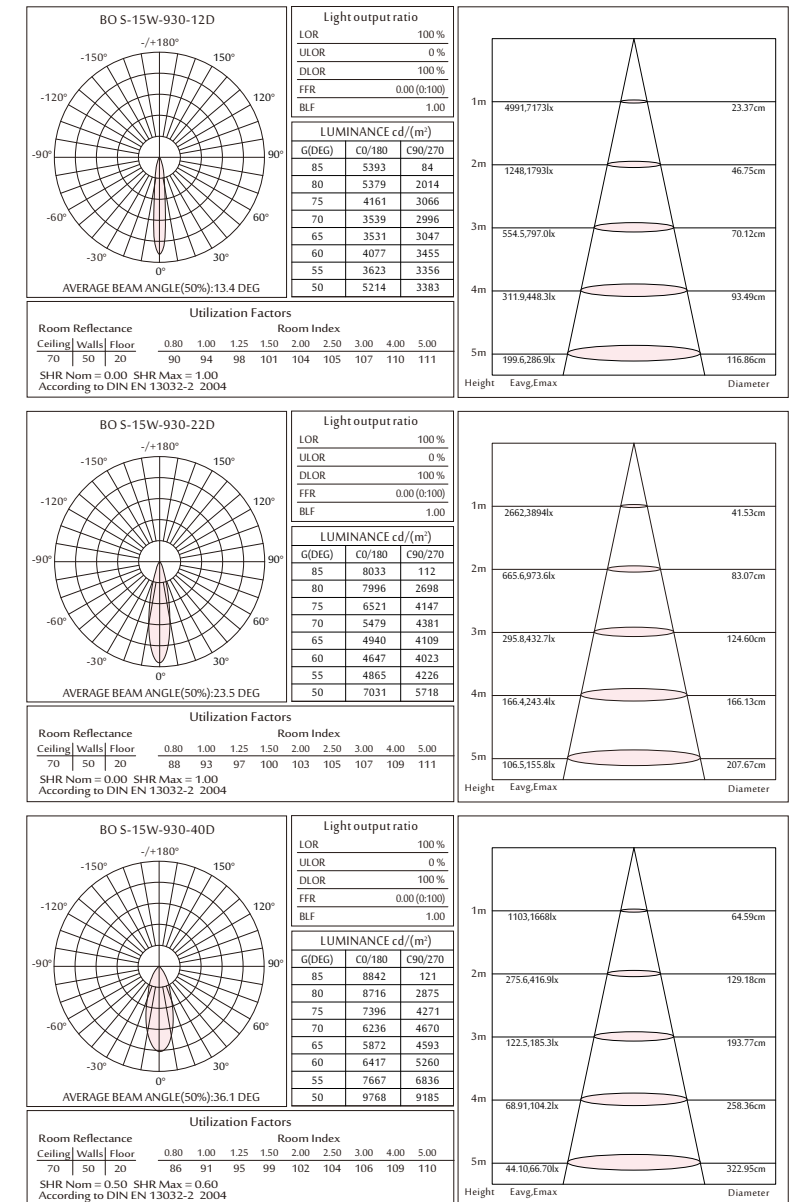 BO S-15W-930-12D
-/+180°
-150° 150°
-120° 120°
-90° 90°
-60° 60°
-30° 30°
0°
AVERAGE BEAM ANGLE(50%):13.4 DEG
Light output ratio
LOR 100 %
ULOR 0 %
DLOR 100 %
FFR 0.00 (0:100)
BLF 1.00
LUMINANCE cd/(m²)
G(DEG) C0/180 C90/270
85 5393 84
80 5379 2014
75 4161 3066
70 3539 2996
65 3531 3047
60 4077 3455
55 3623 3356
50 5214 3383
Utilization Factors
Room Reflectance Room Index
Ceiling Walls Floor 0.80 1.00 1.25 1.50 2.00 2.50 3.00 4.00 5.00
70 50 20 90 94 98 101 104 105 107 110 111
SHR Nom = 0.00 SHR Max = 1.00
According to DIN EN 13032-2 2004
1m 4991,7173lx 23.37cm
2m 1248,1793lx 46.75cm
3m 554.5,797.0lx 70.12cm
4m 311.9,448.3lx 93.49cm
5m 199.6,286.9lx 116.86cm
Height Eavg,Emax Diameter
BO S-15W-930-22D
-/+180°
-150° 150°
-120° 120°
-90° 90°
-60° 60°
-30° 30°
0°
AVERAGE BEAM ANGLE(50%):23.5 DEG
Light output ratio
LOR 100 %
ULOR 0 %
DLOR 100 %
FFR 0.00 (0:100)
BLF 1.00
LUMINANCE cd/(m²)
G(DEG) C0/180 C90/270
85 8033 112
80 7996 2698
75 6521 4147
70 5479 4381
65 4940 4109
60 4647 4023
55 4865 4226
50 7031 5718
Utilization Factors
Room Reflectance Room Index
Ceiling Walls Floor 0.80 1.00 1.25 1.50 2.00 2.50 3.00 4.00 5.00
70 50 20 88 93 97 100 103 105 107 109 111
SHR Nom = 0.00 SHR Max = 1.00
According to DIN EN 13032-2 2004
1m 2662,3894lx 41.53cm
2m 665.6,973.6lx 83.07cm
3m 295.8,432.7lx 124.60cm
4m 166.4,243.4lx 166.13cm
5m 106.5,155.8lx 207.67cm
Height Eavg,Emax Diameter
BO S-15W-930-40D
-/+180°
-150° 150°
-120° 120°
-90° 90°
-60° 60°
-30° 30°
0°
AVERAGE BEAM ANGLE(50%):36.1 DEG
Light output ratio
LOR 100 %
ULOR 0 %
DLOR 100 %
FFR 0.00 (0:100)
BLF 1.00
LUMINANCE cd/(m²)
G(DEG) C0/180 C90/270
85 8842 121
80 8716 2875
75 7396 4271
70 6236 4670
65 5872 4593
60 6417 5260
55 7667 6836
50 9768 9185
Utilization Factors
Room Reflectance Room Index
Ceiling Walls Floor 0.80 1.00 1.25 1.50 2.00 2.50 3.00 4.00 5.00
70 50 20 86 91 95 99 102 104 106 109 110
SHR Nom = 0.50 SHR Max = 0.60
According to DIN EN 13032-2 2004
1m 1103,1668lx 64.59cm
2m 275.6,416.9lx 129.18cm
3m 122.5,185.3lx 193.77cm
4m 68.91,104.2lx 258.36cm
5m 44.10,66.70lx 322.95cm
Height Eavg,Emax Diameter